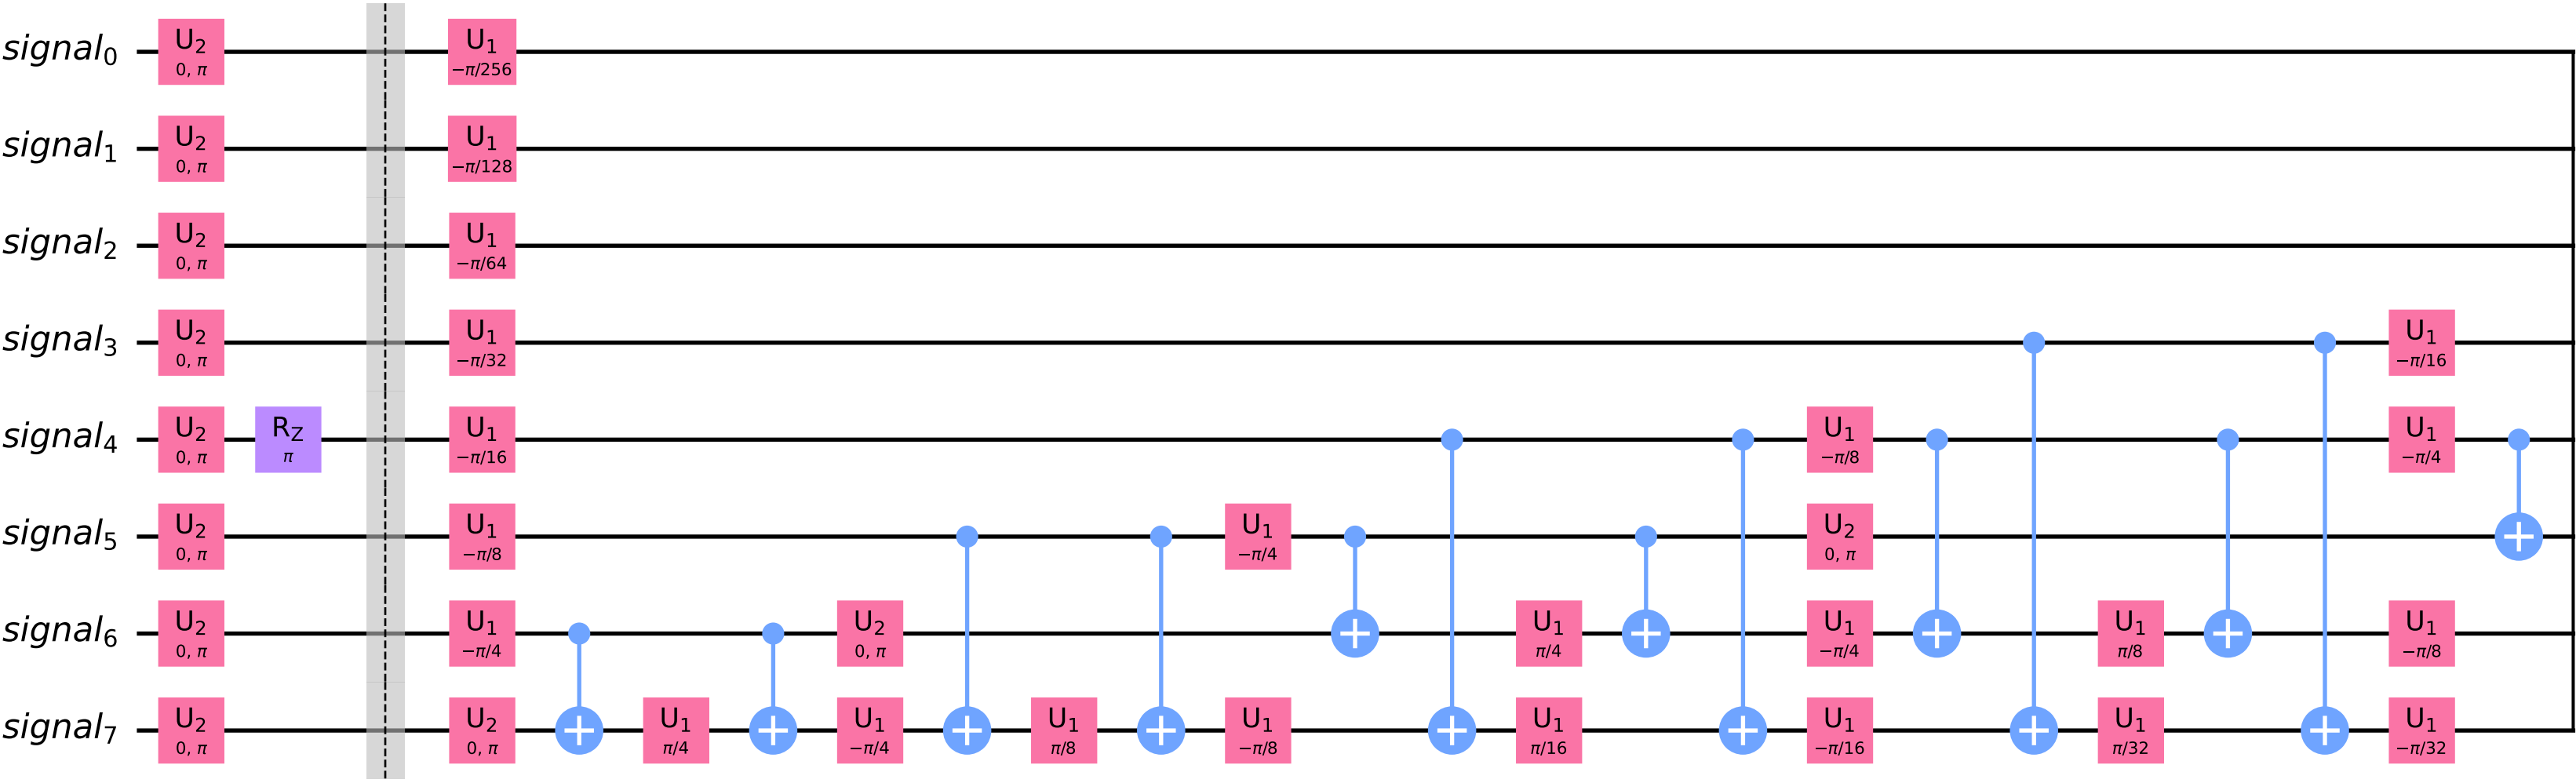 signal0 U2 0, π U1 −π/256
signal1 U2 0, π U1 −π/128
signal2 U2 0, π U1 −π/64
signal3 U2 0, π U1 −π/32 U1 −π/16
signal4 U2 0, π RZ π U1 −π/16 U1 −π/8 U1 −π/4
signal5 U2 0, π U1 −π/8 U1 −π/4 U2 0, π
signal6 U2 0, π U1 −π/4 U2 0, π U1 π/4 U1 −π/4 U1 π/8 U1 −π/8
signal7 U2 0, π U2 0, π U1 π/4 U1 −π/4 U1 π/8 U1 −π/8 U1 π/16 U1 −π/16 U1 π/32 U1 −π/32